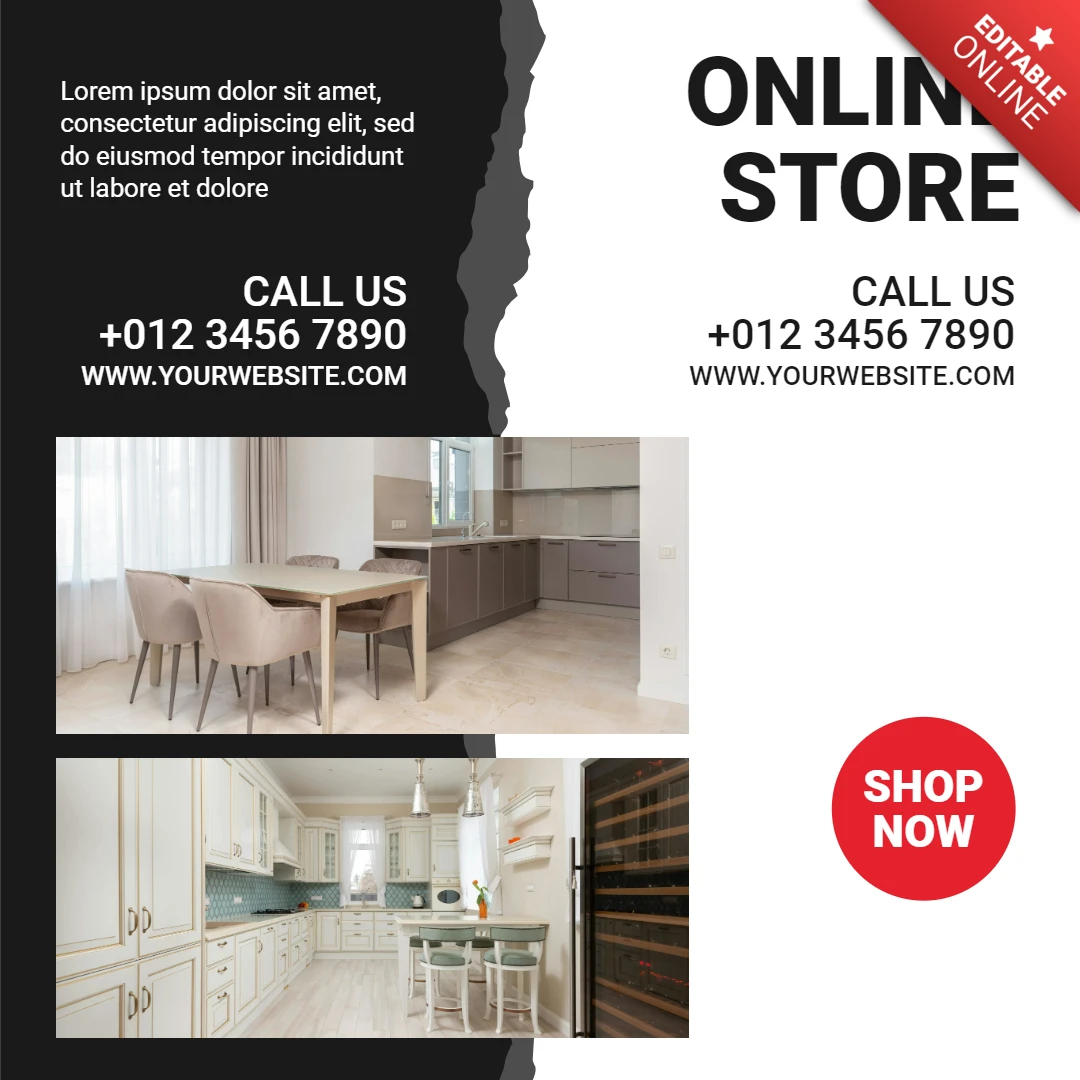 Lorem ipsum dolor sit amet,
consectetur adipiscing elit, sed
do eiusmod tempor incididunt
ut labore et dolore
CALL US
+012 3456 7890
WWW.YOURWEBSITE.COM
EDITABLE
ONLINE
ONLINE
STORE
CALL US
+012 3456 7890
WWW.YOURWEBSITE.COM
SHOP
NOW